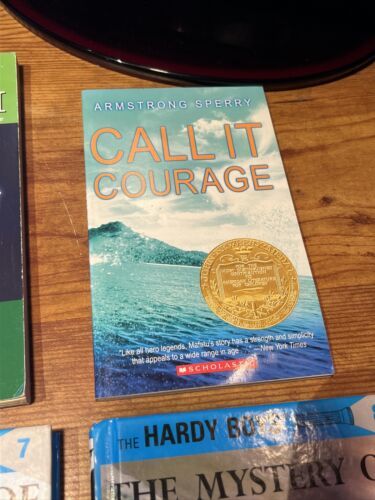 ARMSTRONG SPERRY
CALL IT
COURAGE
"Like all hero legends, Mafatu's story has a strength and simplicity
that appeals to a wide range in age . . . —New York Times
SCHOLASTIC
7
THE HARDY BOYS
THE MYSTERY O